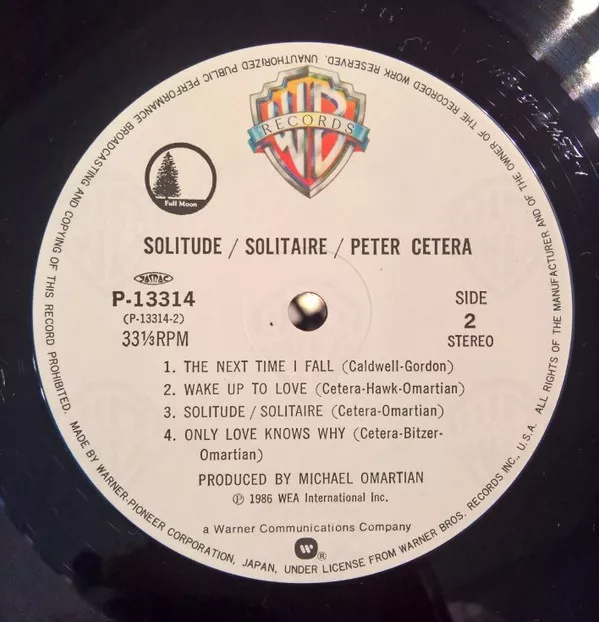 WB
RECORDS
Full Moon
SOLITUDE / SOLITAIRE / PETER CETERA
JASRAC
P-13314
(P-13314-2)
33⅓RPM
SIDE
2
STEREO
1. THE NEXT TIME I FALL (Caldwell-Gordon)
2. WAKE UP TO LOVE (Cetera-Hawk-Omartian)
3. SOLITUDE / SOLITAIRE (Cetera-Omartian)
4. ONLY LOVE KNOWS WHY (Cetera-Bitzer-
Omartian)
PRODUCED BY MICHAEL OMARTIAN
Ⓟ 1986 WEA International Inc.
a Warner Communications Company
®
MADE BY WARNER-PIONEER CORPORATION, JAPAN, UNDER LICENSE FROM WARNER BROS. RECORDS INC., U.S.A. ALL RIGHTS OF THE MANUFACTURER AND OF THE OWNER OF THE RECORDED WORK RESERVED. UNAUTHORIZED PUBLIC PERFORMANCE BROADCASTING AND COPYING OF THIS RECORD PROHIBITED.